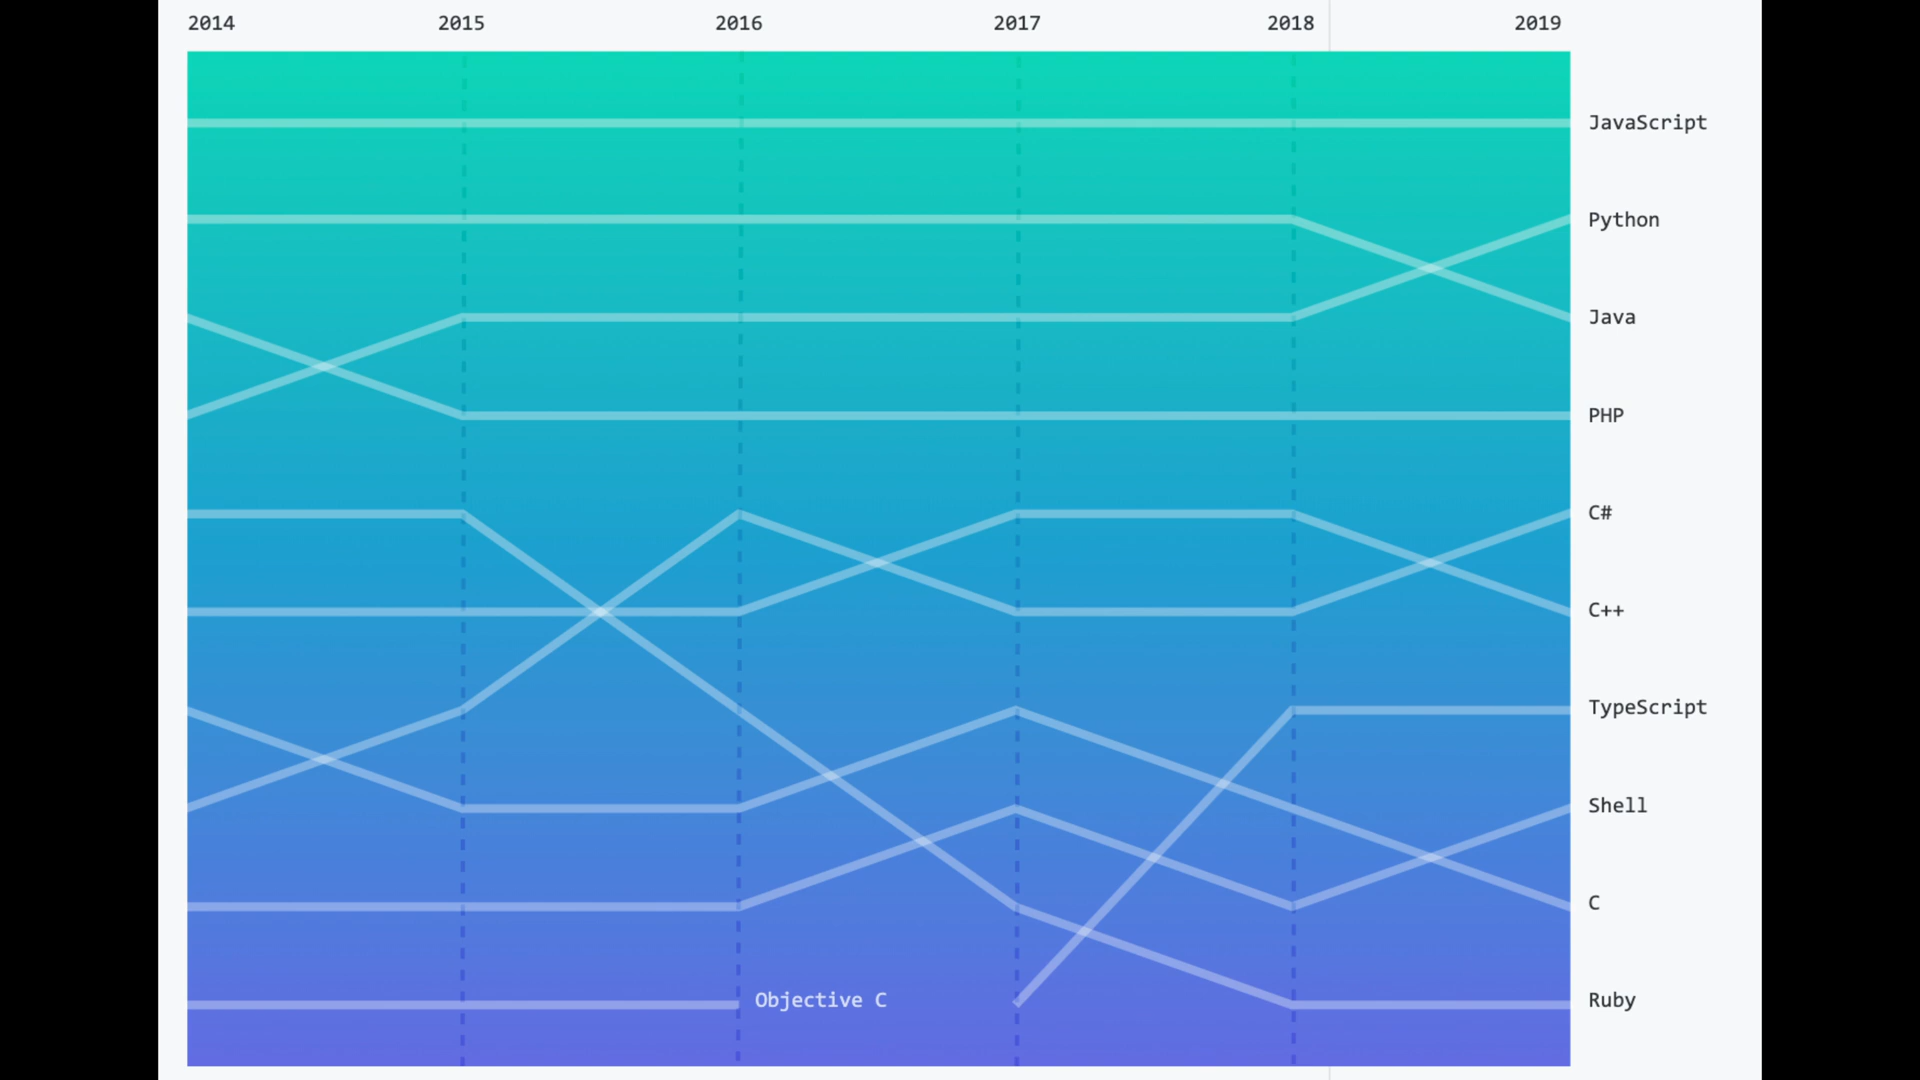 2014 2015 2016 2017 2018 2019
JavaScript
Python
Java
PHP
C#
C++
TypeScript
Shell
C
Objective C
Ruby